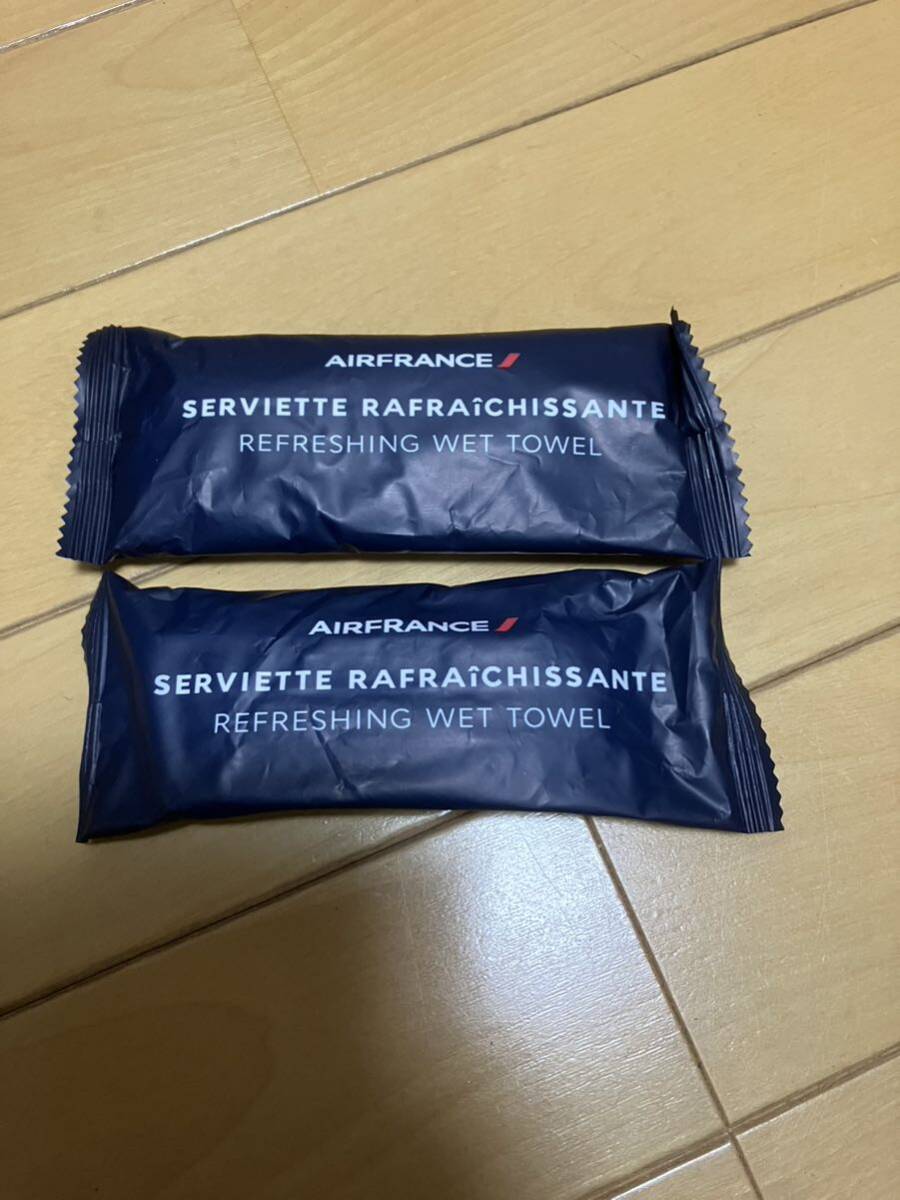 AIRFRANCE
SERVIETTE RAFRAîCHISSANTE
REFRESHING WET TOWEL
AIRFRANCE
SERVIETTE RAFRAîCHISSANTE
REFRESHING WET TOWEL